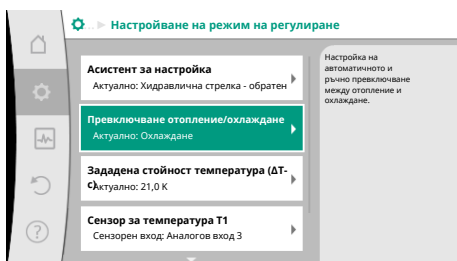 ... Настройване на режим на регулиране
Асистент за настройка
Актуално: Хидравлична стрелка - обратен
Превключване отопление/охлаждане
Актуално: Охлаждане
Зададена стойност температура (ΔT-
c)
Актуално: 21,0 K
Сензор за температура T1
Сензорен вход: Аналогов вход 3
Настройка на
автоматичното и
ръчно превключване
между отопление и
охлаждане.